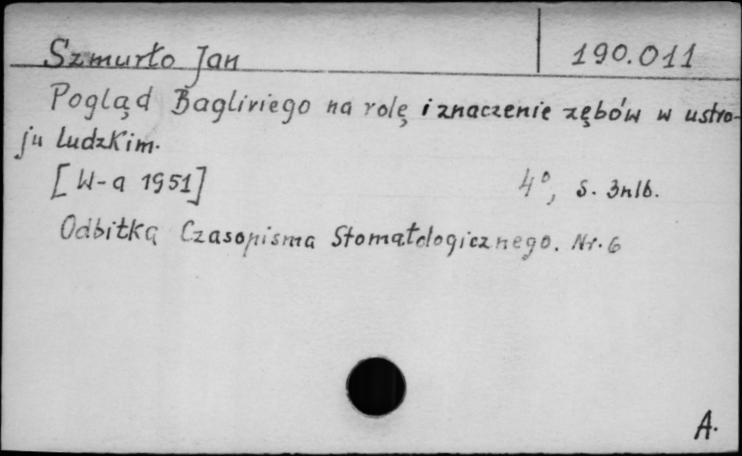 Szmurło Jan 190.011
Pogląd Bagliviego na rolę i znaczenie zębów w ustro-
ju ludzkim.
[W-a 1951] 4°, s. 3nlb.
Odbitka Czasopisma Stomatologicznego. Nr. 6
A.